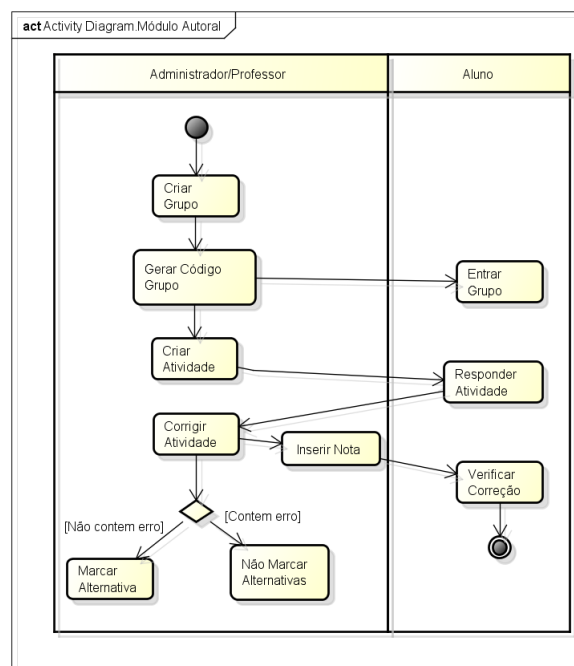 act Activity Diagram.Módulo Autoral
Administrador/Professor
Aluno
Criar
Grupo
Gerar Código
Grupo
Entrar
Grupo
Criar
Atividade
Responder
Atividade
Corrigir
Atividade
Inserir Nota
Verificar
Correção
[Não contem erro]
[Contem erro]
Marcar
Alternativa
Não Marcar
Alternativas